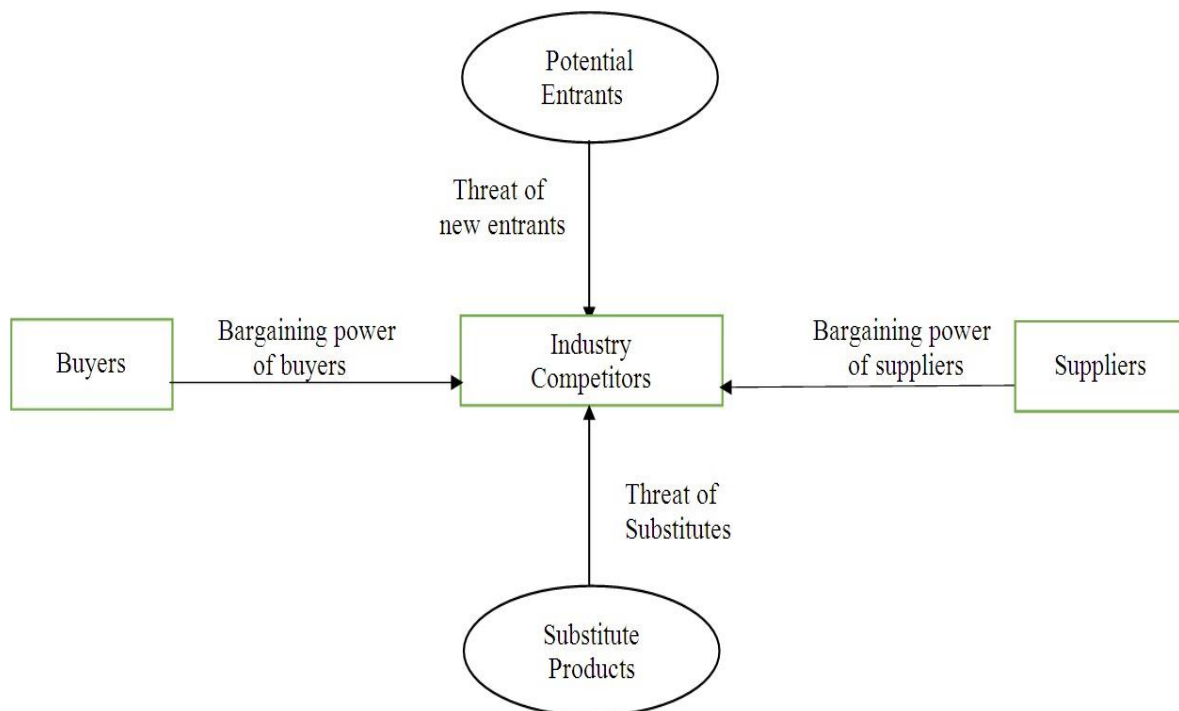 Potential
Entrants
Threat of
new entrants
Buyers
Bargaining power
of buyers
Industry
Competitors
Bargaining power
of suppliers
Suppliers
Threat of
Substitutes
Substitute
Products